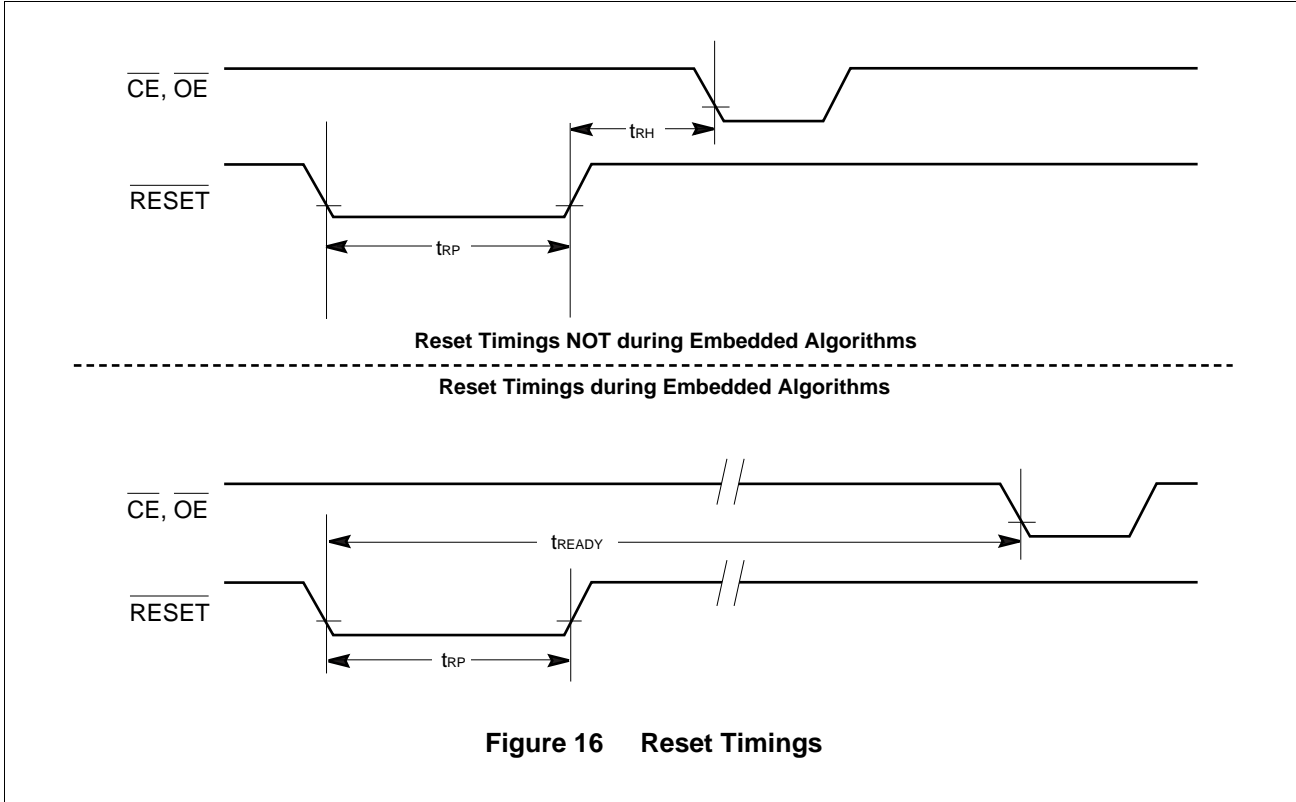 CE, OE
tRH
RESET
tRP
Reset Timings NOT during Embedded Algorithms
Reset Timings during Embedded Algorithms
CE, OE
tREADY
RESET
tRP
Figure 16 Reset Timings